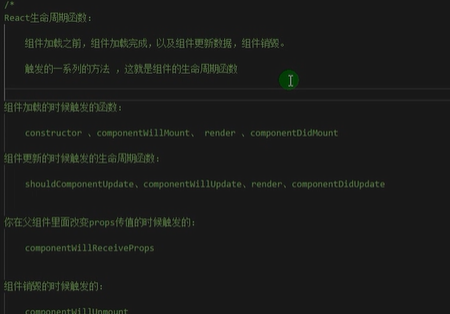 /*
React生命周期函数：
组件加载之前，组件加载完成，以及组件更新数据，组件销毁。
触发的一系列的方法 ，这就是组件的生命周期函数
组件加载的时候触发的函数：
constructor 、componentWillMount、 render 、componentDidMount
组件更新的时候触发的生命周期函数：
shouldComponentUpdate、componentWillUpdate、render、componentDidUpdate
你在父组件里面改变props传值的时候触发的：
componentWillReceiveProps
组件销毁的时候触发的：
componentWillUnmount